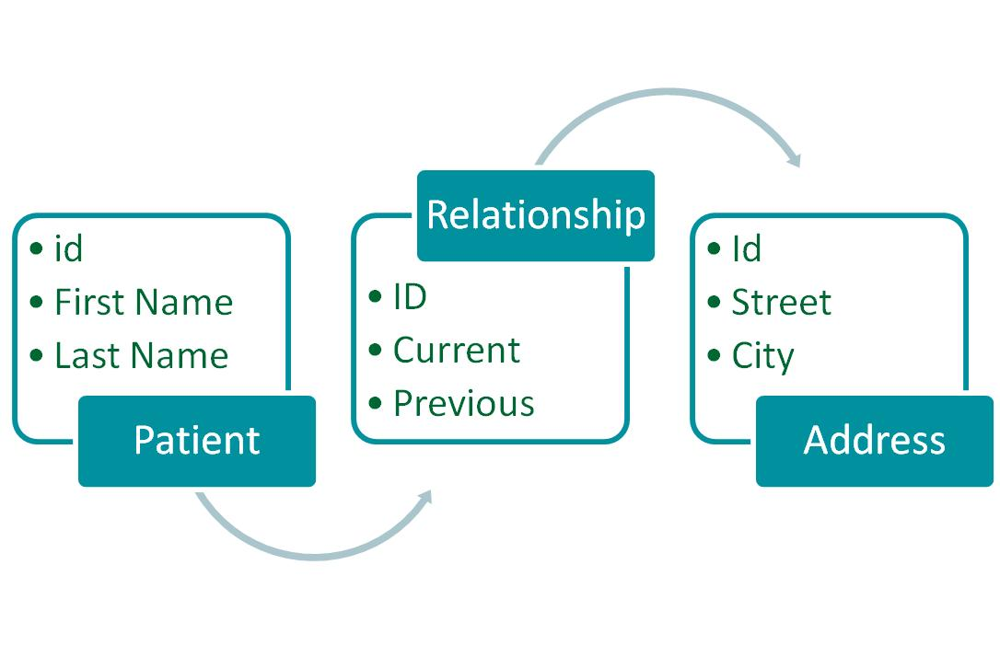 • id
• First Name
• Last Name
Patient
Relationship
• ID
• Current
• Previous
• Id
• Street
• City
Address